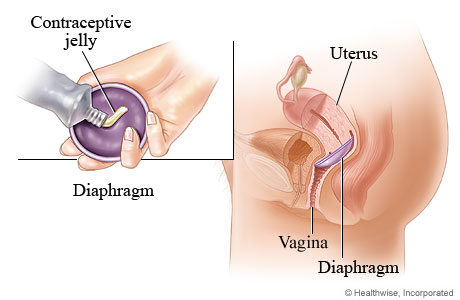 Contraceptive
jelly
Uterus
Diaphragm
Vagina
Diaphragm
© Healthwise, Incorporated